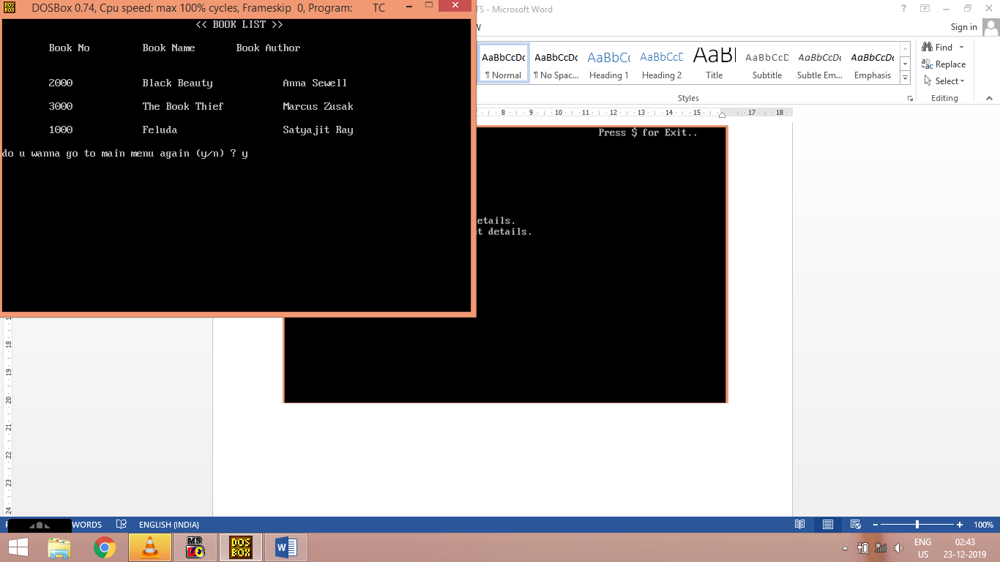 DOSBox 0.74, Cpu speed: max 100% cycles, Frameskip 0, Program: TC
<< BOOK LIST >>
Book No Book Name Book Author
2000 Black Beauty Anna Sewell
3000 The Book Thief Marcus Zusak
1000 Feluda Satyajit Ray
do u wanna go to main menu again (y/n) ? y
TS - Microsoft Word
W
Sign in
AaBbCcDc AaBbCcDc AaBbCc AaBbCcD AaBl AaBbCcD AaBbCcDc AaBbCcDc
¶ Normal ¶ No Spac... Heading 1 Heading 2 Title Subtitle Subtle Em... Emphasis
Styles
Find
Replace
Select
Editing
7 8 9 10 11 12 13 14 15 17 18
Press $ for Exit..
etails.
t details.
18
19
20
21
22
23
24
WORDS ENGLISH (INDIA) 100%
MS
DOS BOX
W
ENG 02:43
US 23-12-2019